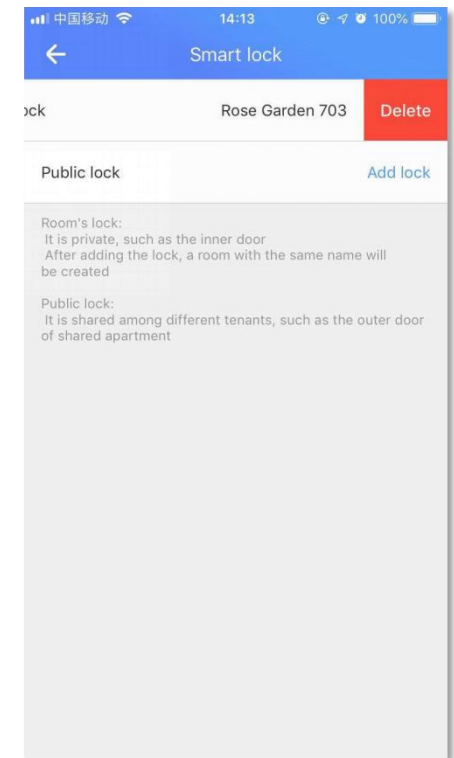 中国移动 14:13 100%
Smart lock
ock Rose Garden 703 Delete
Public lock Add lock
Room's lock:
It is private, such as the inner door
After adding the lock, a room with the same name will
be created
Public lock:
It is shared among different tenants, such as the outer door
of shared apartment